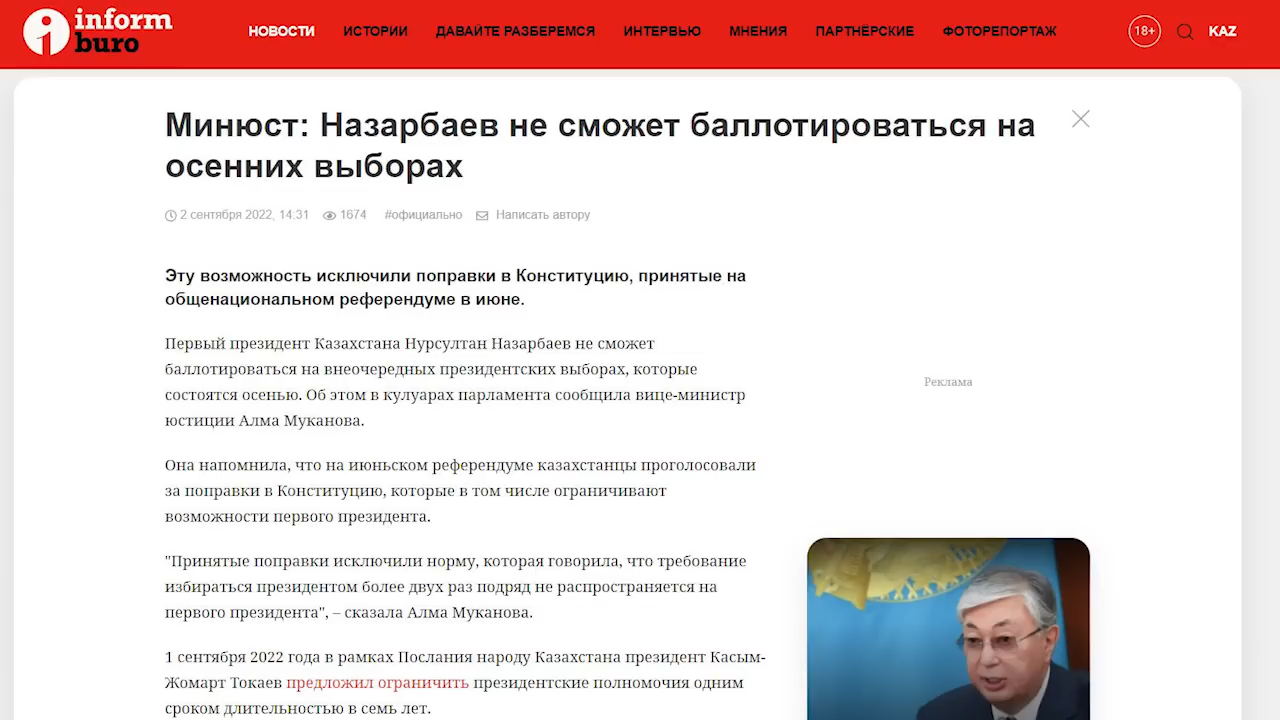 inform
buro
НОВОСТИ ИСТОРИИ ДАВАЙТЕ РАЗБЕРЕМСЯ ИНТЕРВЬЮ МНЕНИЯ ПАРТНЁРСКИЕ ФОТОРЕПОРТАЖ 18+ KAZ
Минюст: Назарбаев не сможет баллотироваться на
осенних выборах
2 сентября 2022, 14:31 1674 #официально Написать автору
Эту возможность исключили поправки в Конституцию, принятые на
общенациональном референдуме в июне.
Первый президент Казахстана Нурсултан Назарбаев не сможет
баллотироваться на внеочередных президентских выборах, которые
состоятся осенью. Об этом в кулуарах парламента сообщила вице-министр
юстиции Алма Муканова.
Реклама
Она напомнила, что на июньском референдуме казахстанцы проголосовали
за поправки в Конституцию, которые в том числе ограничивают
возможности первого президента.
"Принятые поправки исключили норму, которая говорила, что требование
избираться президентом более двух раз подряд не распространяется на
первого президента", – сказала Алма Муканова.
1 сентября 2022 года в рамках Послания народу Казахстана президент Касым-
Жомарт Токаев предложил ограничить президентские полномочия одним
сроком длительностью в семь лет.